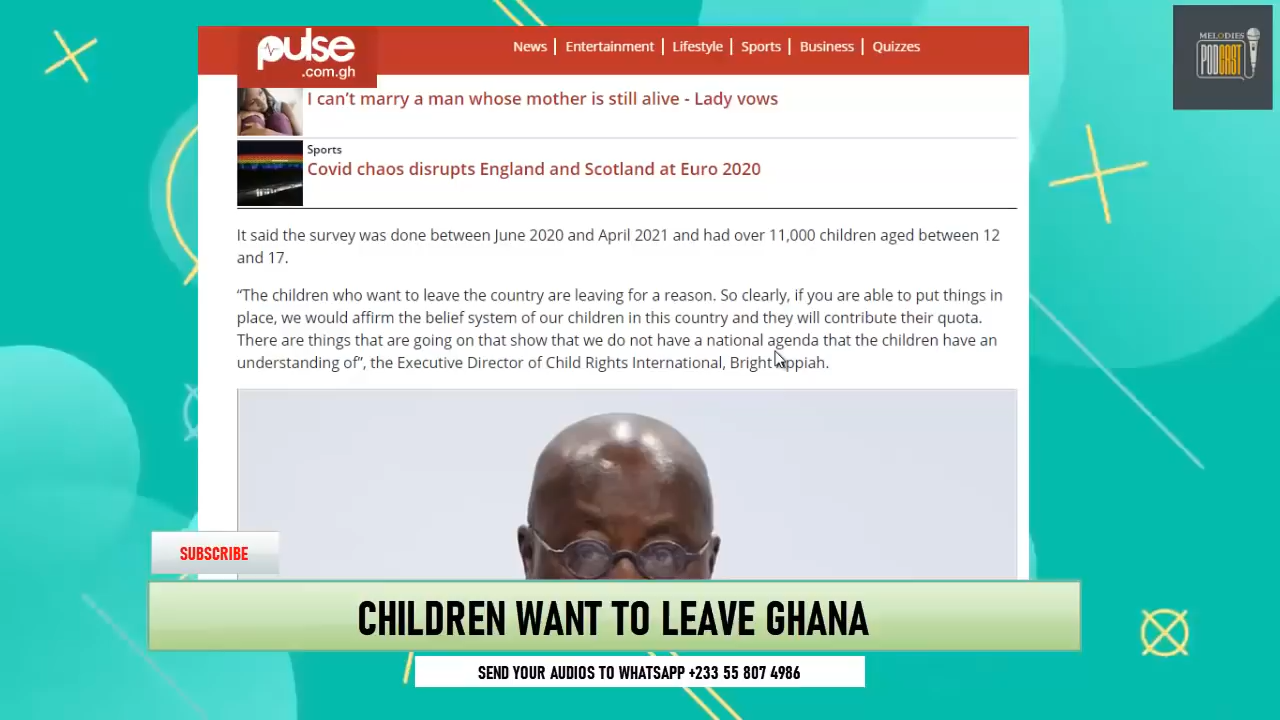 pulse
.com.gh
News | Entertainment | Lifestyle | Sports | Business | Quizzes
MELODIES
PODCAST
I can't marry a man whose mother is still alive - Lady vows
Sports
Covid chaos disrupts England and Scotland at Euro 2020
It said the survey was done between June 2020 and April 2021 and had over 11,000 children aged between 12
and 17.
“The children who want to leave the country are leaving for a reason. So clearly, if you are able to put things in
place, we would affirm the belief system of our children in this country and they will contribute their quota.
There are things that are going on that show that we do not have a national agenda that the children have an
understanding of”, the Executive Director of Child Rights International, Bright Appiah.
SUBSCRIBE
CHILDREN WANT TO LEAVE GHANA
SEND YOUR AUDIOS TO WHATSAPP +233 55 807 4986